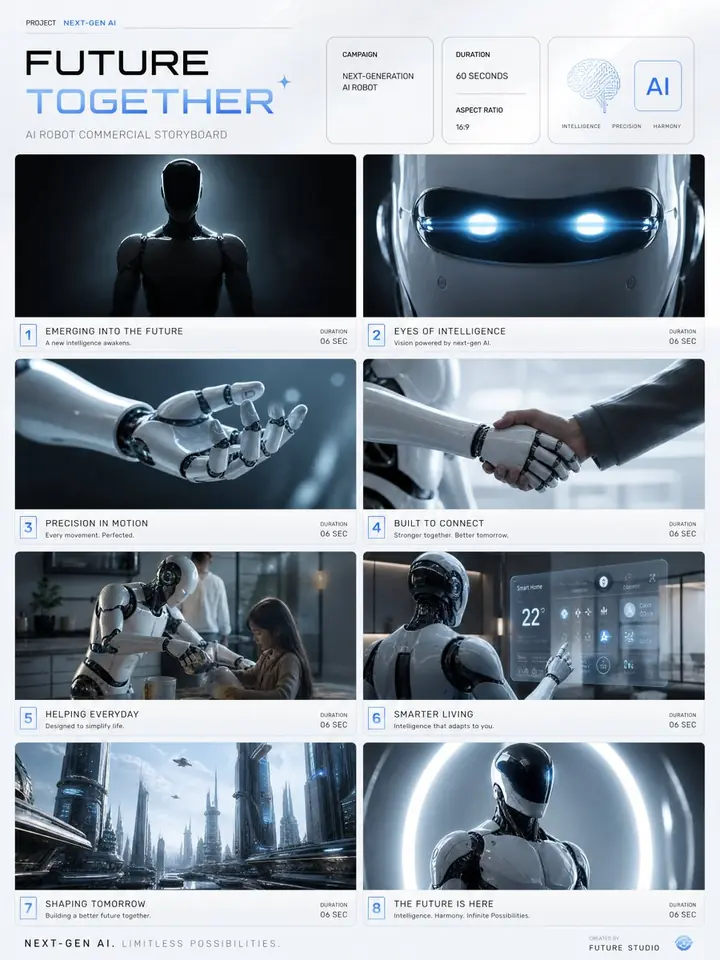 PROJECT NEXT-GEN AI
FUTURE
TOGETHER
AI ROBOT COMMERCIAL STORYBOARD
CAMPAIGN
NEXT-GENERATION
AI ROBOT
DURATION
60 SECONDS
ASPECT RATIO
16:9
AI
INTELLIGENCE PRECISION HARMONY
1 EMERGING INTO THE FUTURE
A new intelligence awakens.
DURATION
06 SEC
2 EYES OF INTELLIGENCE
Vision powered by next-gen AI.
DURATION
06 SEC
3 PRECISION IN MOTION
Every movement. Perfected.
DURATION
06 SEC
4 BUILT TO CONNECT
Stronger together. Better tomorrow.
DURATION
06 SEC
Smart Home
22°
5 HELPING EVERYDAY
Designed to simplify life.
DURATION
06 SEC
6 SMARTER LIVING
Intelligence that adapts to you.
DURATION
06 SEC
7 SHAPING TOMORROW
Building a better future together.
DURATION
06 SEC
8 THE FUTURE IS HERE
Intelligence. Harmony. Infinite Possibilities.
DURATION
06 SEC
NEXT-GEN AI. LIMITLESS POSSIBILITIES.
CREATED BY
FUTURE STUDIO